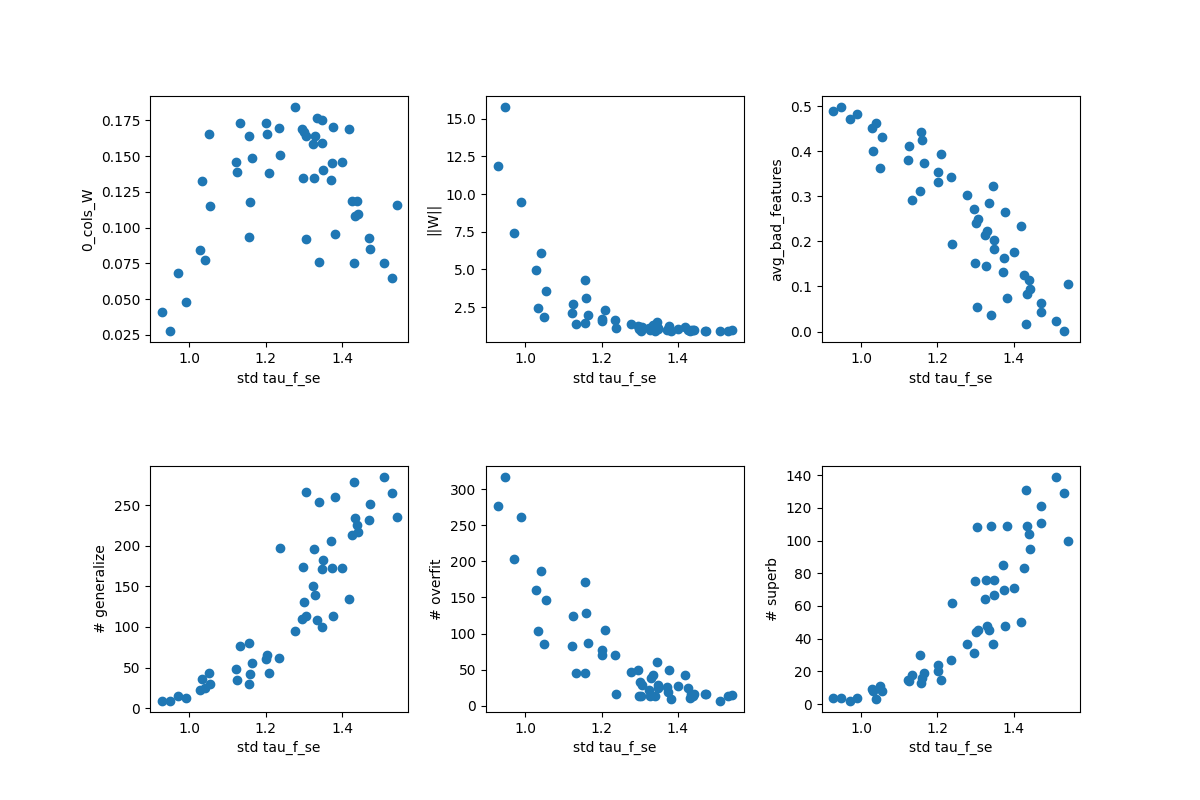 0_cols_W
0.175
0.150
0.125
0.100
0.075
0.050
0.025
1.0 1.2 1.4
std tau_f_se
||W||
15.0
12.5
10.0
7.5
5.0
2.5
1.0 1.2 1.4
std tau_f_se
avg_bad_features
0.5
0.4
0.3
0.2
0.1
0.0
1.0 1.2 1.4
std tau_f_se
# generalize
250
200
150
100
50
0
1.0 1.2 1.4
std tau_f_se
# overfit
300
250
200
150
100
50
0
1.0 1.2 1.4
std tau_f_se
# superb
140
120
100
80
60
40
20
0
1.0 1.2 1.4
std tau_f_se